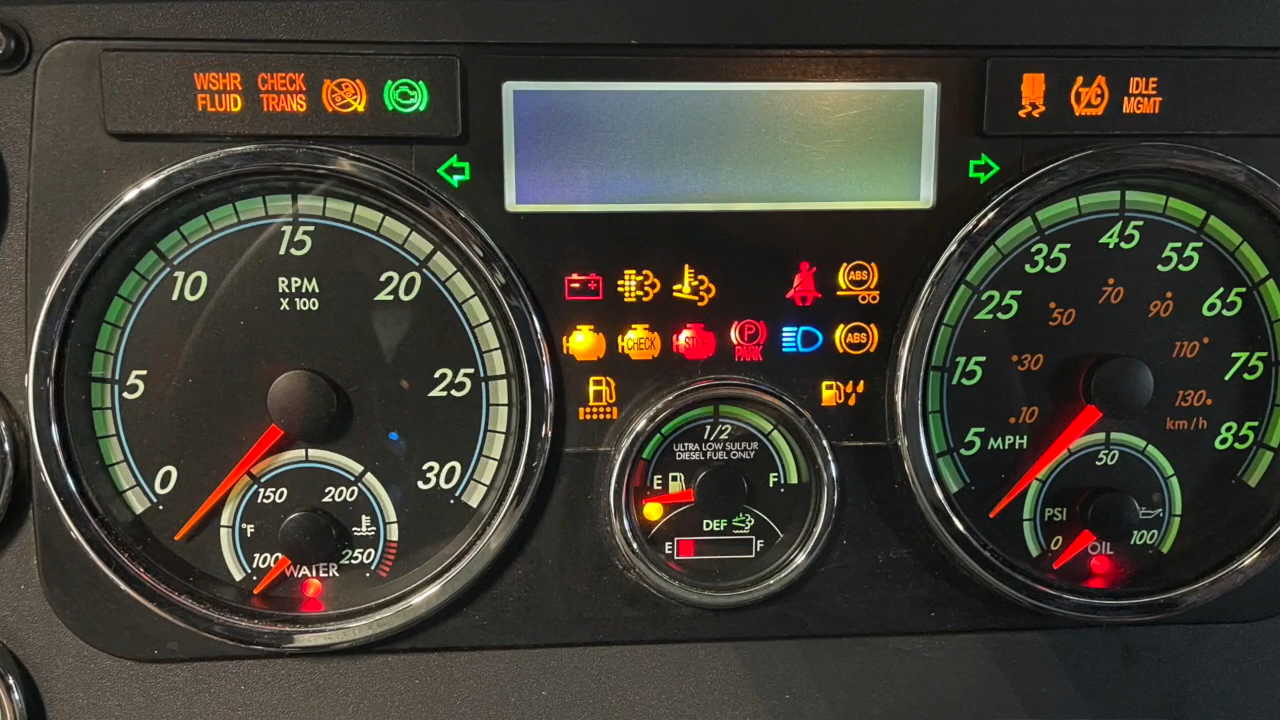 WSHR
FLUID
CHECK
TRANS
T/C
IDLE
MGMT
0
5
10
15
20
25
30
RPM
X 100
°F
100
150
200
250
WATER
ABS
CHECK
STOP
P
PARK
ABS
1/2
ULTRA LOW SULFUR
DIESEL FUEL ONLY
E
F
DEF
E
F
5 MPH
15
25
35
45
55
65
75
85
10
30
50
70
90
110
130
km/h
PSI
0
50
100
OIL